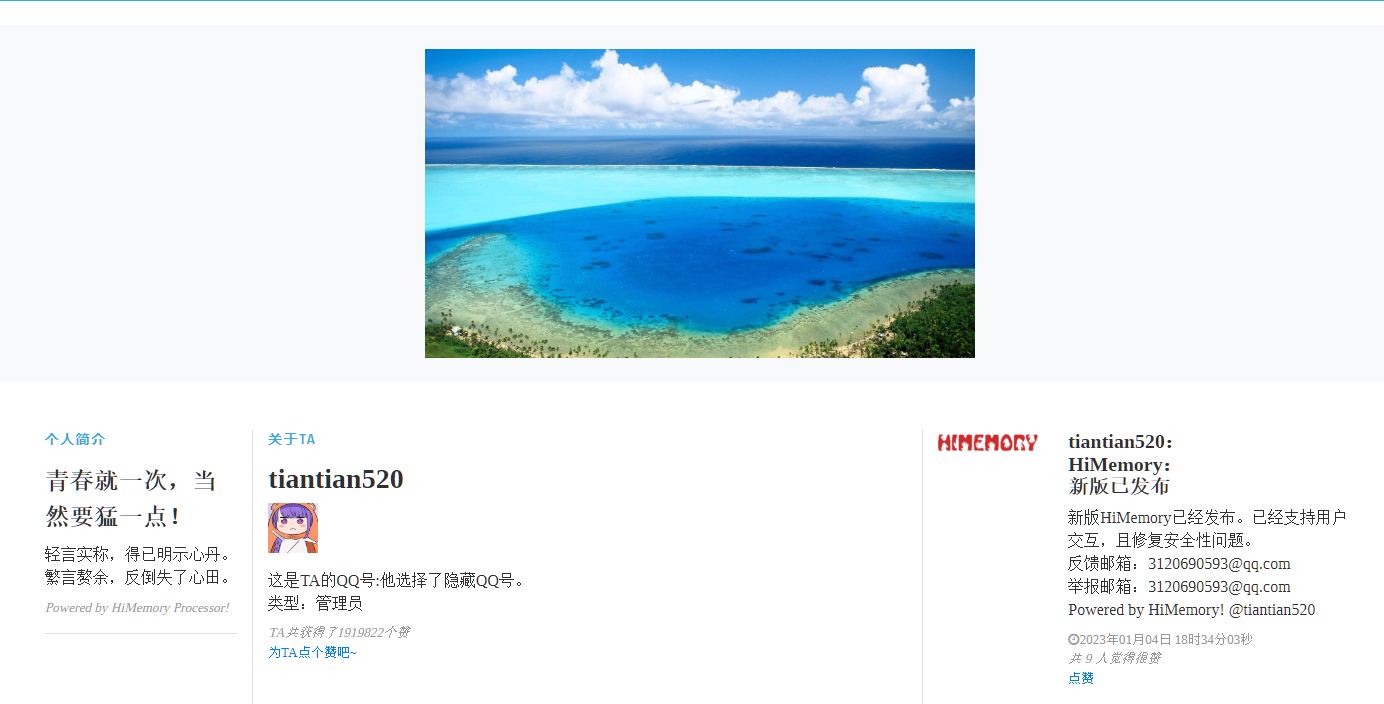 个人简介
青春就一次，当
然要猛一点！
轻言实称，得已明示心丹。
繁言嫠余，反倒失了心田。
Powered by HiMemory Processor!
关于TA
tiantian520
这是TA的QQ号:他选择了隐藏QQ号。
类型：管理员
TA共获得了1919822个赞
为TA点个赞吧~
HIMEMORY
tiantian520：
HiMemory：
新版已发布
新版HiMemory已经发布。已经支持用户
交互，且修复安全性问题。
反馈邮箱：3120690593@qq.com
举报邮箱：3120690593@qq.com
Powered by HiMemory! @tiantian520
2023年01月04日 18时34分03秒
共 9 人觉得很赞
点赞